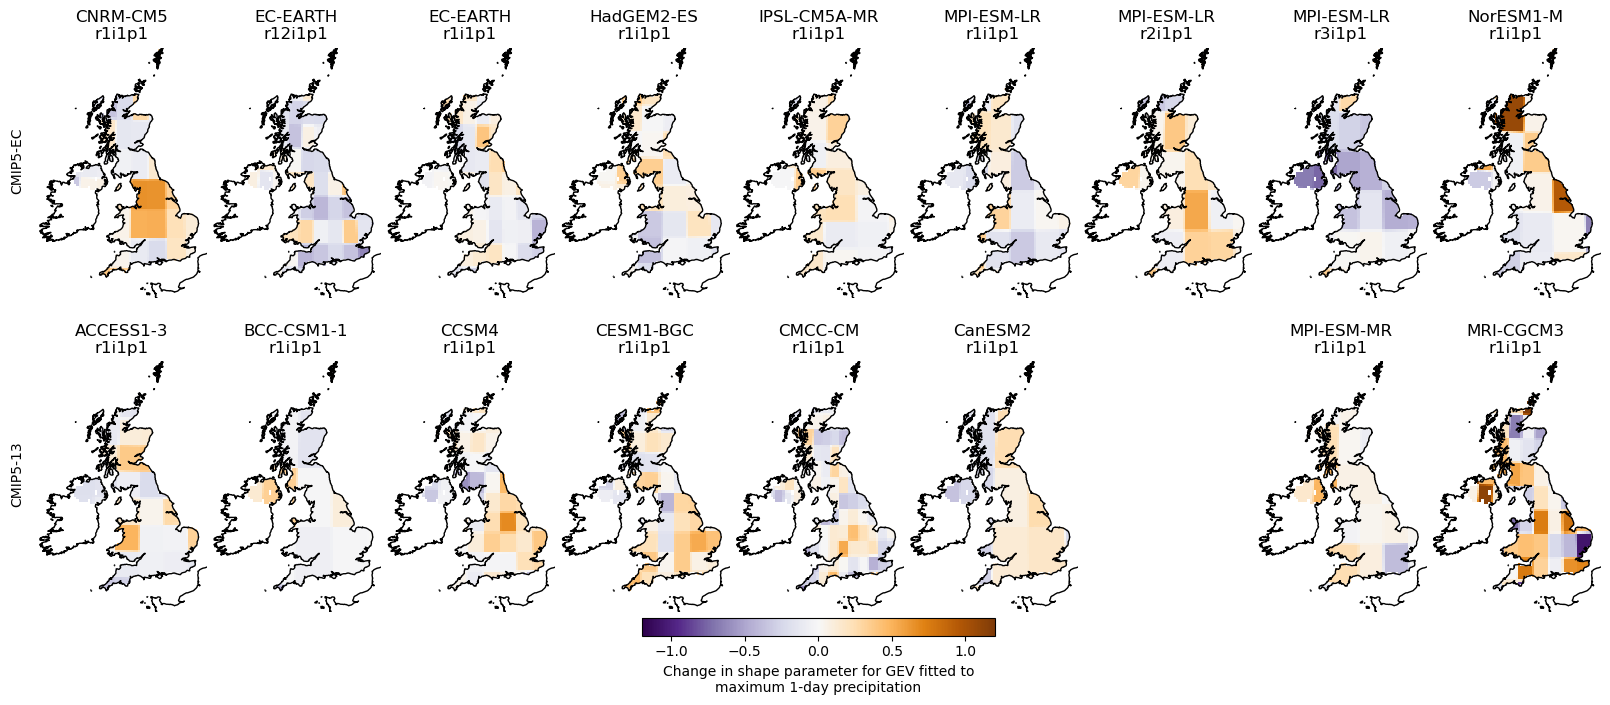 CNRM-CM5
r1i1p1
EC-EARTH
r12i1p1
EC-EARTH
r1i1p1
HadGEM2-ES
r1i1p1
IPSL-CM5A-MR
r1i1p1
MPI-ESM-LR
r1i1p1
MPI-ESM-LR
r2i1p1
MPI-ESM-LR
r3i1p1
NorESM1-M
r1i1p1
CMIP5-EC
ACCESS1-3
r1i1p1
BCC-CSM1-1
r1i1p1
CCSM4
r1i1p1
CESM1-BGC
r1i1p1
CMCC-CM
r1i1p1
CanESM2
r1i1p1
MPI-ESM-MR
r1i1p1
MRI-CGCM3
r1i1p1
CMIP5-13
−1.0 −0.5 0.0 0.5 1.0
Change in shape parameter for GEV fitted to
maximum 1-day precipitation